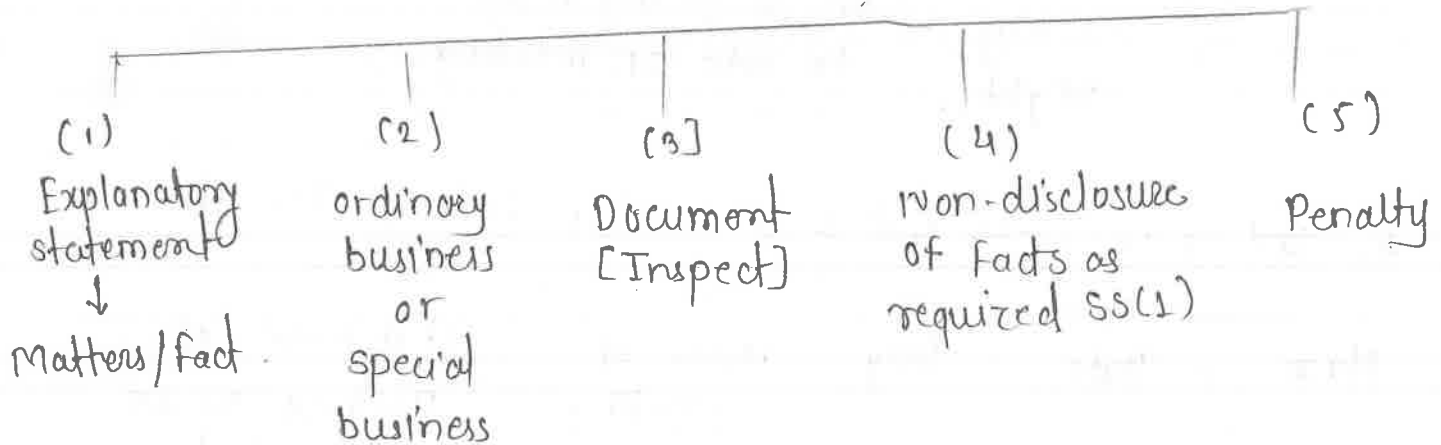 (1)
Explanatory
statement
↓
Matters/fact.
(2)
ordinary
business
or
special
business
(3]
Document
[Inspect]
(4)
Non-disclosure
of Facts as
required SS(1)
(5)
Penalty